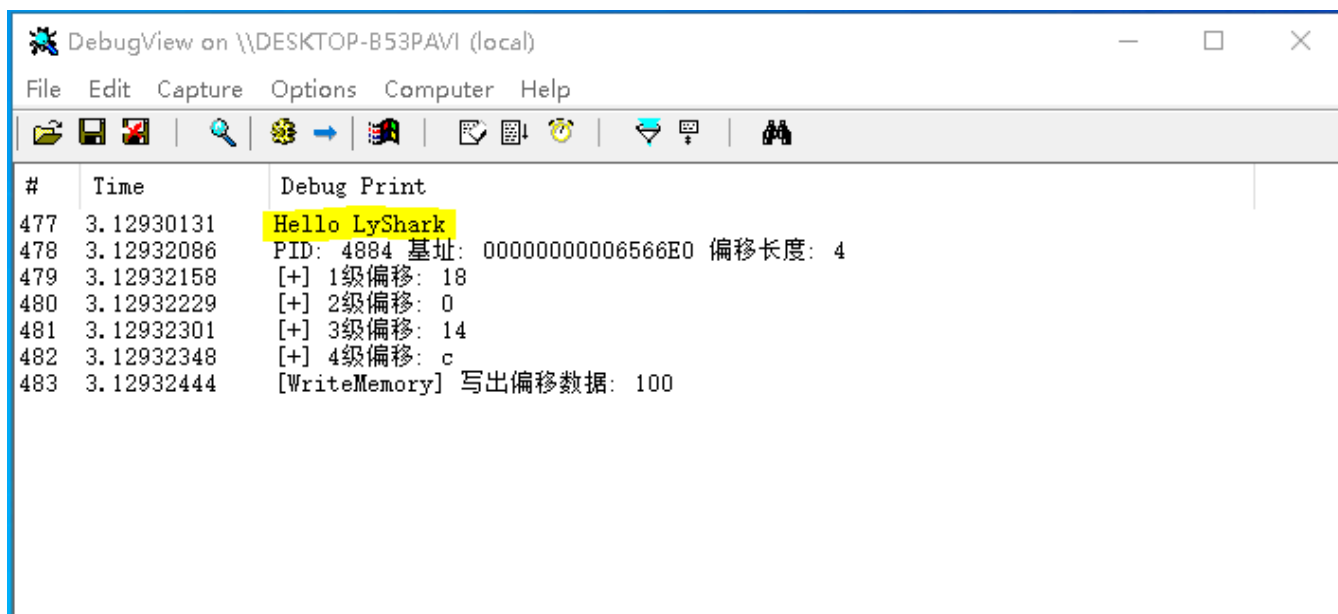 DebugView on \\DESKTOP-B53PAVI (local)
File Edit Capture Options Computer Help
# Time Debug Print
477 3.12930131 Hello LyShark
478 3.12932086 PID: 4884 基址: 00000000006566E0 偏移长度: 4
479 3.12932158 [+] 1级偏移: 18
480 3.12932229 [+] 2级偏移: 0
481 3.12932301 [+] 3级偏移: 14
482 3.12932348 [+] 4级偏移: c
483 3.12932444 [WriteMemory] 写出偏移数据: 100